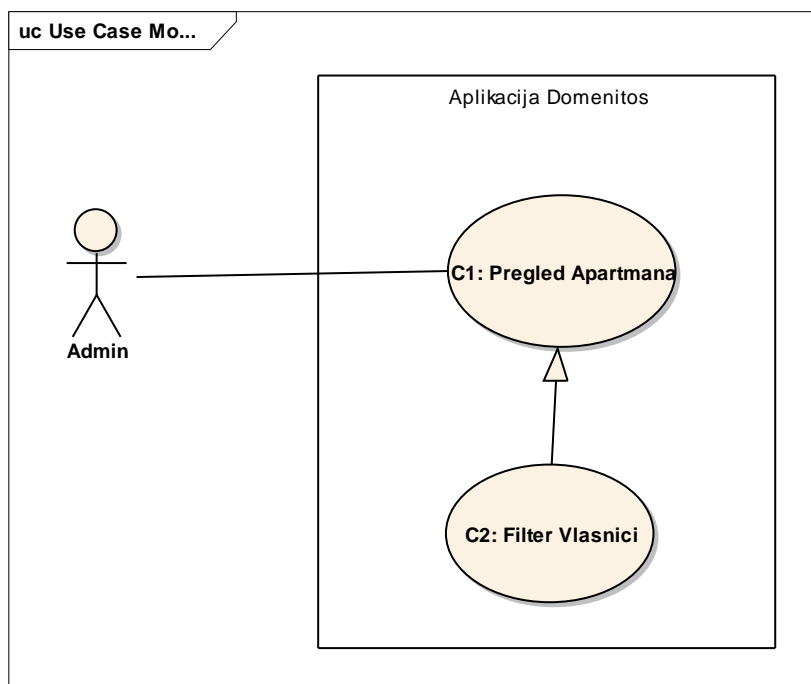 uc Use Case Mo...
Aplikacija Domenitos
C1: Pregled Apartmana
Admin
C2: Filter Vlasnici